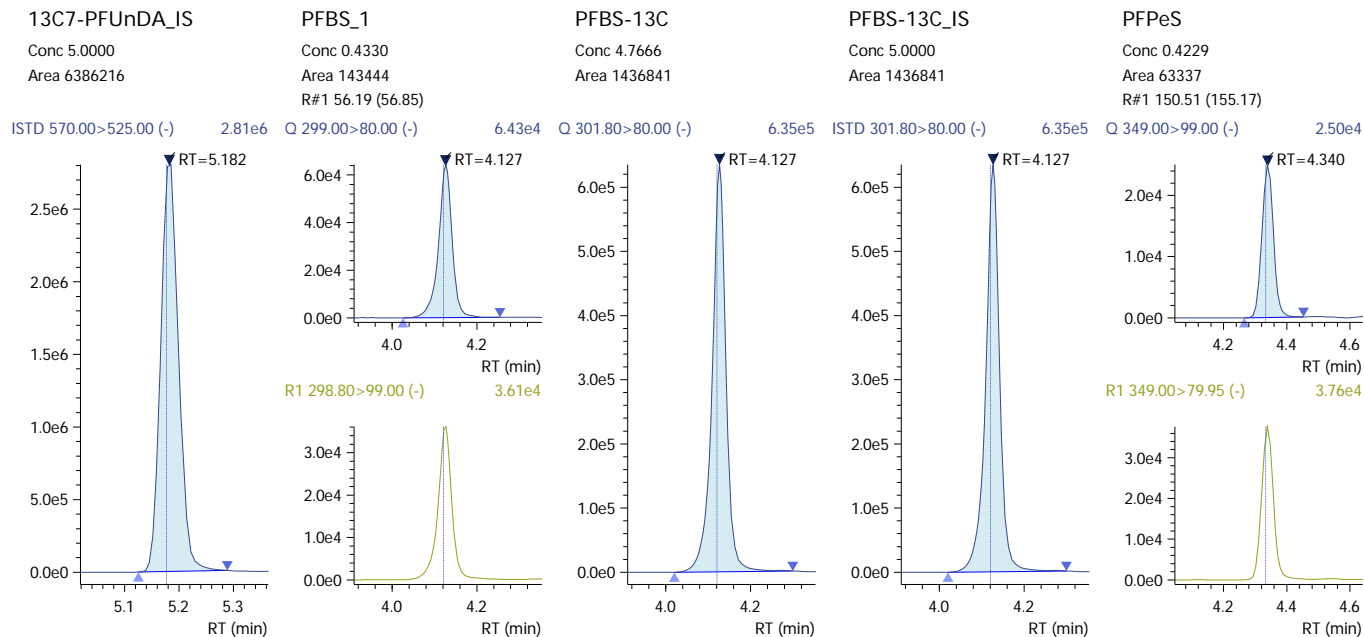 13C7-PFUnDA_IS
Conc 5.0000
Area 6386216
ISTD 570.00>525.00 (-) 2.81e6
RT=5.182
2.5e6
2.0e6
1.5e6
1.0e6
5.0e5
0.0e0
5.1 5.2 5.3
RT (min)
PFBS_1
Conc 0.4330
Area 143444
R#1 56.19 (56.85)
Q 299.00>80.00 (-) 6.43e4
RT=4.127
6.0e4
4.0e4
2.0e4
0.0e0
4.0 4.2
RT (min)
R1 298.80>99.00 (-) 3.61e4
3.0e4
2.0e4
1.0e4
0.0e0
4.0 4.2
RT (min)
PFBS-13C
Conc 4.7666
Area 1436841
Q 301.80>80.00 (-) 6.35e5
RT=4.127
6.0e5
5.0e5
4.0e5
3.0e5
2.0e5
1.0e5
0.0e0
4.0 4.2
RT (min)
PFBS-13C_IS
Conc 5.0000
Area 1436841
ISTD 301.80>80.00 (-) 6.35e5
RT=4.127
6.0e5
5.0e5
4.0e5
3.0e5
2.0e5
1.0e5
0.0e0
4.0 4.2
RT (min)
PFPeS
Conc 0.4229
Area 63337
R#1 150.51 (155.17)
Q 349.00>99.00 (-) 2.50e4
RT=4.340
2.0e4
1.0e4
0.0e0
4.2 4.4 4.6
RT (min)
R1 349.00>79.95 (-) 3.76e4
3.0e4
2.0e4
1.0e4
0.0e0
4.2 4.4 4.6
RT (min)